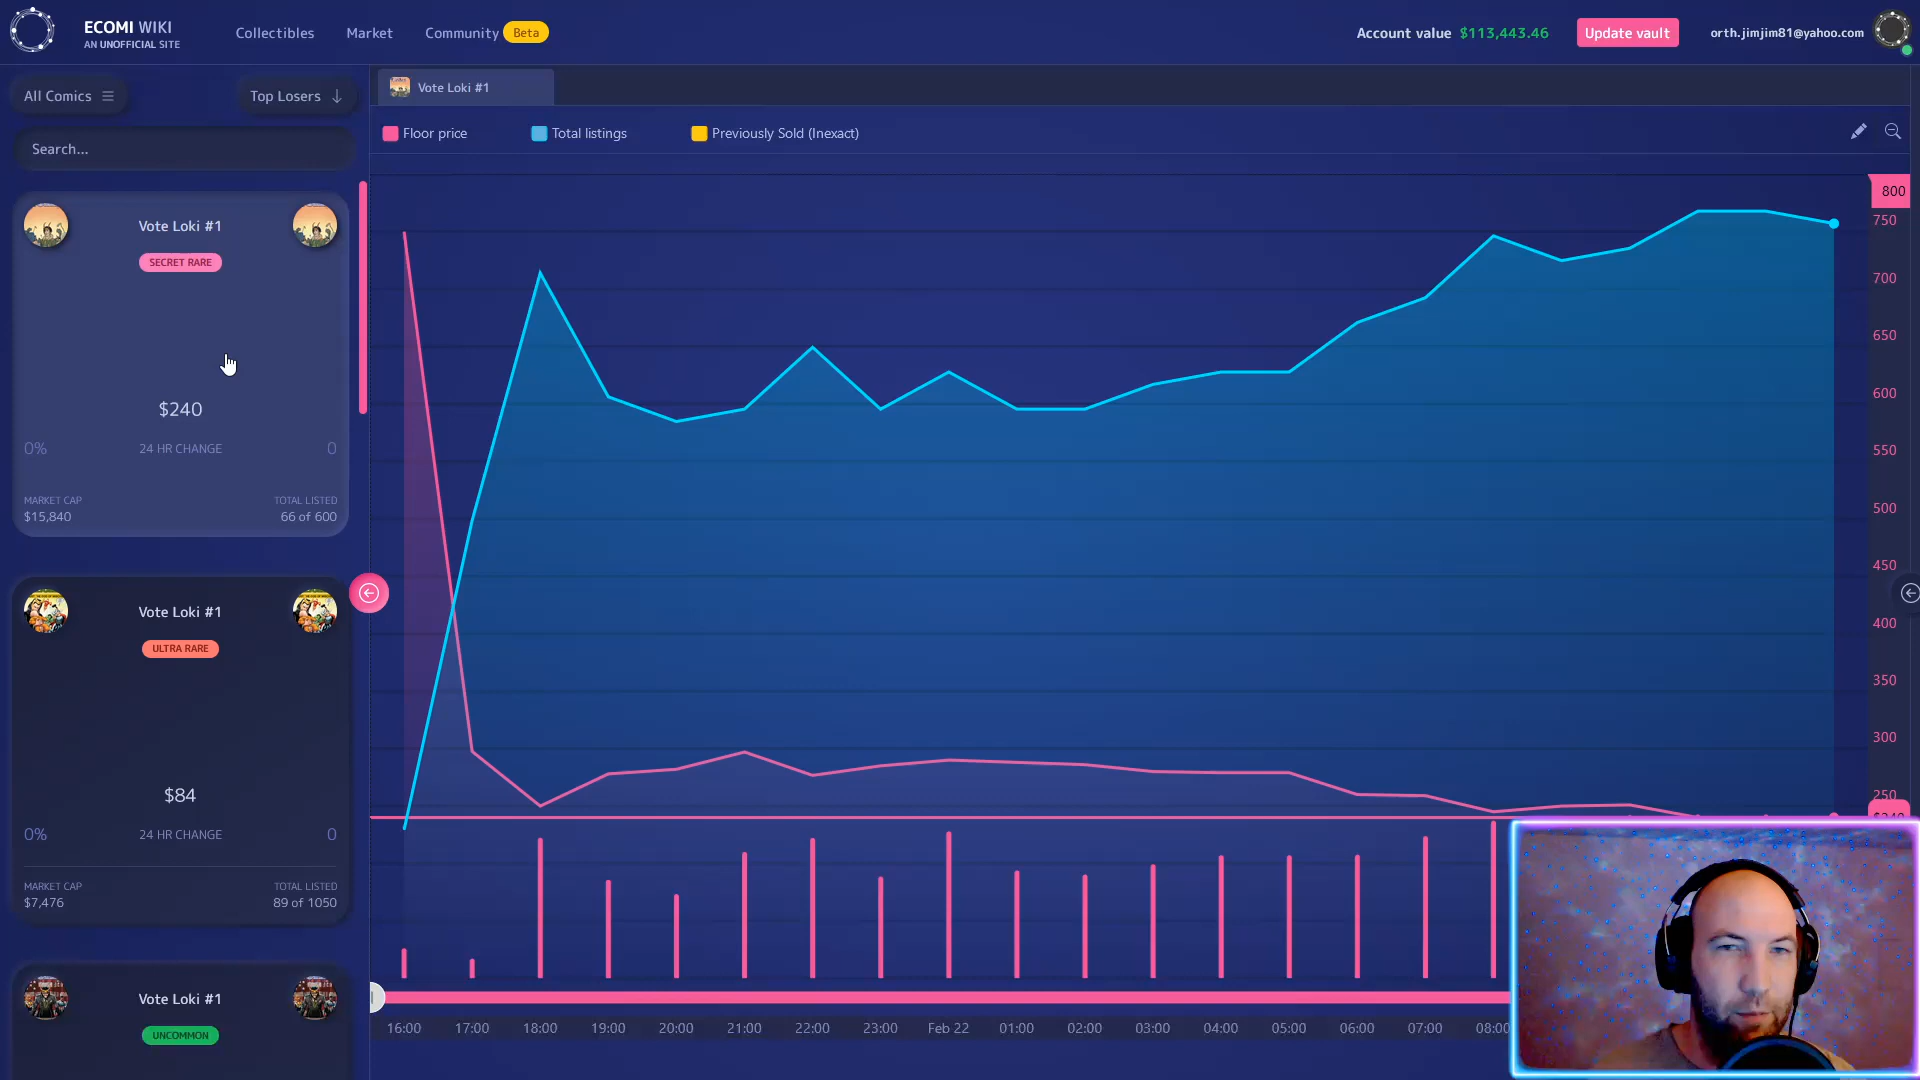 ECOMI WIKI
AN UNOFFICIAL SITE
Collectibles
Market
Community
Beta
Account value $113,443.46
Update vault
orth.jimjim81@yahoo.com
All Comics
Top Losers
Search...
Vote Loki #1
Floor price
Total listings
Previously Sold (Inexact)
Vote Loki #1
SECRET RARE
$240
0%
24 HR CHANGE
0
MARKET CAP
TOTAL LISTED
$15,840
66 of 600
Vote Loki #1
ULTRA RARE
$84
0%
24 HR CHANGE
0
MARKET CAP
TOTAL LISTED
$7,476
89 of 1050
Vote Loki #1
UNCOMMON
800
750
700
650
600
550
500
450
400
350
300
250
16:00
17:00
18:00
19:00
20:00
21:00
22:00
23:00
Feb 22
01:00
02:00
03:00
04:00
05:00
06:00
07:00
08:00